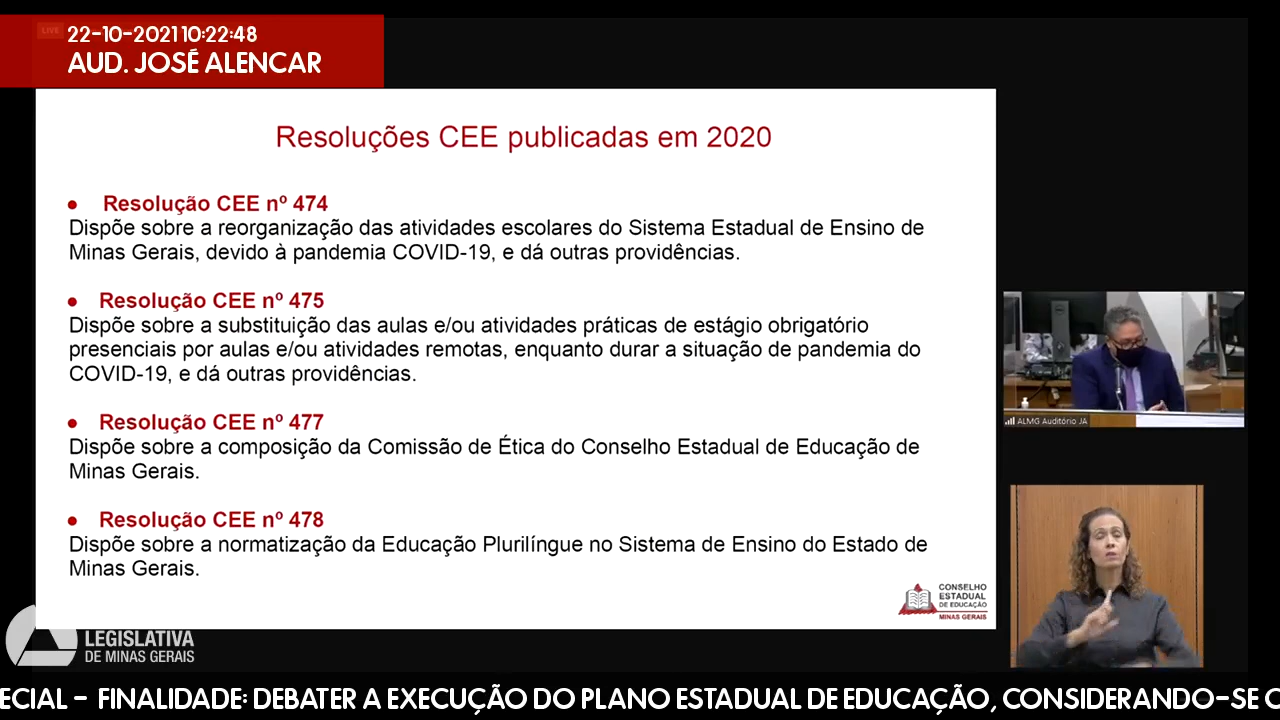 LIVE
22-10-2021 10:22:48
AUD. JOSÉ ALENCAR
Resoluções CEE publicadas em 2020
● Resolução CEE nº 474
Dispõe sobre a reorganização das atividades escolares do Sistema Estadual de Ensino de
Minas Gerais, devido à pandemia COVID-19, e dá outras providências.
● Resolução CEE nº 475
Dispõe sobre a substituição das aulas e/ou atividades práticas de estágio obrigatório
presenciais por aulas e/ou atividades remotas, enquanto durar a situação de pandemia do
COVID-19, e dá outras providências.
● Resolução CEE nº 477
Dispõe sobre a composição da Comissão de Ética do Conselho Estadual de Educação de
Minas Gerais.
● Resolução CEE nº 478
Dispõe sobre a normatização da Educação Plurilíngue no Sistema de Ensino do Estado de
Minas Gerais.
CONSELHO
ESTADUAL
DE EDUCAÇÃO
MINAS GERAIS
ALMG Auditório JA
LEGISLATIVA
DE MINAS GERAIS
ECIAL - FINALIDADE: DEBATER A EXECUÇÃO DO PLANO ESTADUAL DE EDUCAÇÃO, CONSIDERANDO-SE O